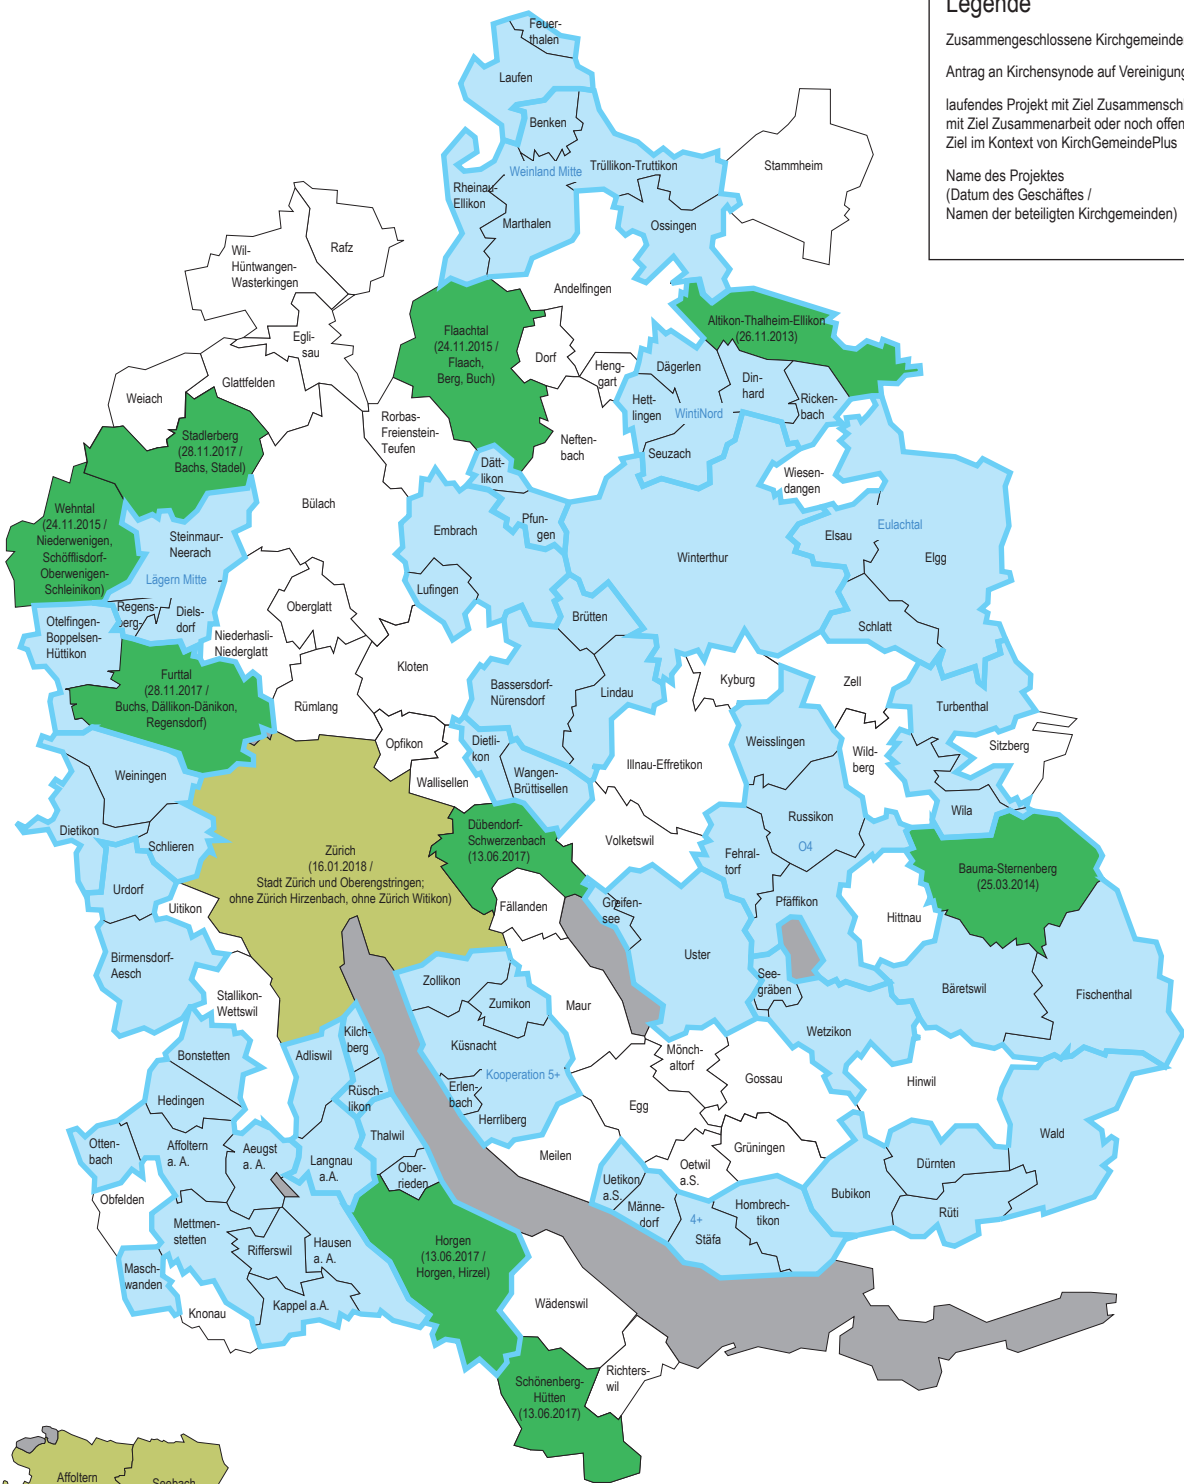 Legende
Zusammengeschlossene Kirchgemeinden
Antrag an Kirchensynode auf Vereinigung
laufendes Projekt mit Ziel Zusammenschl
mit Ziel Zusammenarbeit oder noch offen
Ziel im Kontext von KirchGemeindePlus
Name des Projektes
(Datum des Geschäftes /
Namen der beteiligten Kirchgemeinden)
Feuer-
thalen
Laufen
Benken
Weinland Mitte
Trüllikon-Truttikon
Stammheim
Rheinau-
Ellikon
Marthalen
Ossingen
Rafz
Wil-
Hüntwangen-
Wasterkingen
Andelfingen
Egli-
sau
Flaachtal
(24.11.2015 /
Flaach,
Berg, Buch)
Altikon-Thalheim-Ellikon
(26.11.2013)
Dorf
Heng-
gart
Dägerlen
Din-
hard
Ricken-
bach
Hett-
lingen
WintiNord
Seuzach
Glattfelden
Weiach
Rorbas-
Freienstein-
Teufen
Neften-
bach
Stadlerberg
(28.11.2017 /
Bachs, Stadel)
Dätt-
likon
Wiesen-
dangen
Bülach
Wehntal
(24.11.2015 /
Niederwenigen,
Schöfflisdorf-
Oberwenigen-
Schleinikon)
Steinmaur-
Neerach
Lägern Mitte
Embrach
Pfun-
gen
Winterthur
Elsau
Eulachtal
Elgg
Lufingen
Regens-
berg-
Diels-
dorf
Oberglatt
Brütten
Schlatt
Otelfingen-
Boppelsen-
Hüttikon
Niederhasli-
Niederglatt
Kloten
Bassersdorf-
Nürensdorf
Lindau
Kyburg
Zell
Furttal
(28.11.2017 /
Buchs, Dällikon-Dänikon,
Regensdorf)
Rümlang
Turbenthal
Opfikon
Dietli-
kon
Weisslingen
Wild-
berg
Sitzberg
Weiningen
Wallisellen
Wangen-
Brüttisellen
Illnau-Effretikon
Wila
Dietikon
Schlieren
Russikon
O4
Dübendorf-
Schwerzenbach
(13.06.2017)
Volketswil
Fehral-
torf
Zürich
(16.01.2018 /
Stadt Zürich und Oberengstringen;
ohne Zürich Hirzenbach, ohne Zürich Witikon)
Bauma-Sternenberg
(25.03.2014)
Urdorf
Uitikon
Fällanden
Greifen-
see
Pfäffikon
Hittnau
Birmensdorf-
Aesch
Uster
Zollikon
See-
gräben
Bäretswil
Fischenthal
Stallikon-
Wettswil
Zumikon
Maur
Wetzikon
Kilch-
berg
Küsnacht
Bonstetten
Adliswil
Mönch-
altorf
Kooperation 5+
Gossau
Hinwil
Hedingen
Rüsch-
likon
Erlen-
bach
Herrliberg
Egg
Otten-
bach
Affoltern
a. A.
Aeugst
a. A.
Thalwil
Grüningen
Wald
Langnau
a.A.
Ober-
rieden
Meilen
Oetwil
a.S.
Dürnten
Uetikon
a.S.
Bubikon
Obfelden
Männe-
dorf
4+
Hombrech-
tikon
Rüti
Mettmen-
stetten
Stäfa
Rifferswil
Hausen
a. A.
Horgen
(13.06.2017 /
Horgen, Hirzel)
Masch-
wanden
Kappel a.A.
Knonau
Wädenswil
Richters-
wil
Schönenberg-
Hütten
(13.06.2017)
Affoltern
Seebach